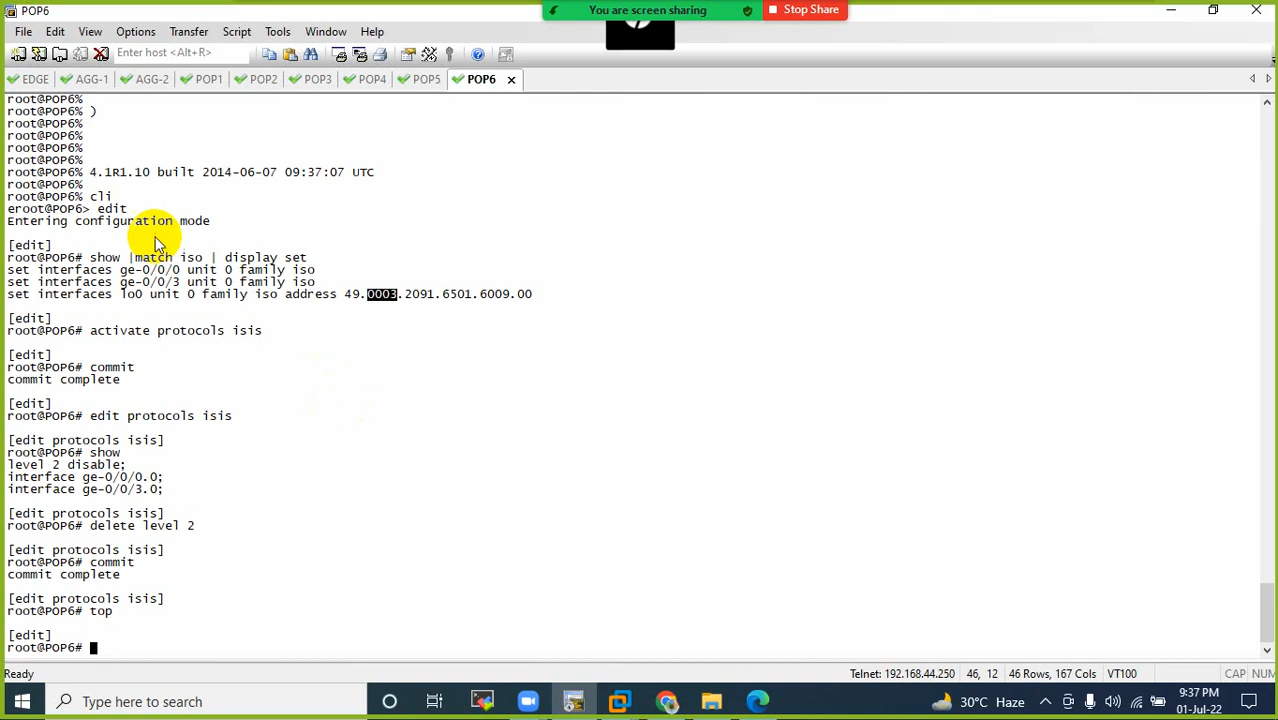 POP6
You are screen sharing
Stop Share
File Edit View Options Transfer Script Tools Window Help
Enter host <Alt+R>
EDGE AGG-1 AGG-2 POP1 POP2 POP3 POP4 POP5 POP6
root@POP6%
root@POP6% )
root@POP6%
root@POP6%
root@POP6%
root@POP6%
root@POP6% 4.1R1.10 built 2014-06-07 09:37:07 UTC
root@POP6%
root@POP6% cli
eroot@POP6> edit
Entering configuration mode
[edit]
root@POP6# show |match iso | display set
set interfaces ge-0/0/0 unit 0 family iso
set interfaces ge-0/0/3 unit 0 family iso
set interfaces lo0 unit 0 family iso address 49.0003.2091.6501.6009.00
[edit]
root@POP6# activate protocols isis
[edit]
root@POP6# commit
commit complete
[edit]
root@POP6# edit protocols isis
[edit protocols isis]
root@POP6# show
level 2 disable;
interface ge-0/0/0.0;
interface ge-0/0/3.0;
[edit protocols isis]
root@POP6# delete level 2
[edit protocols isis]
root@POP6# commit
commit complete
[edit protocols isis]
root@POP6# top
[edit]
root@POP6#
Ready Telnet: 192.168.44.250 46, 12 46 Rows, 167 Cols VT100 CAP NUM
Type here to search 30°C Haze 9:37 PM
01-Jul-22